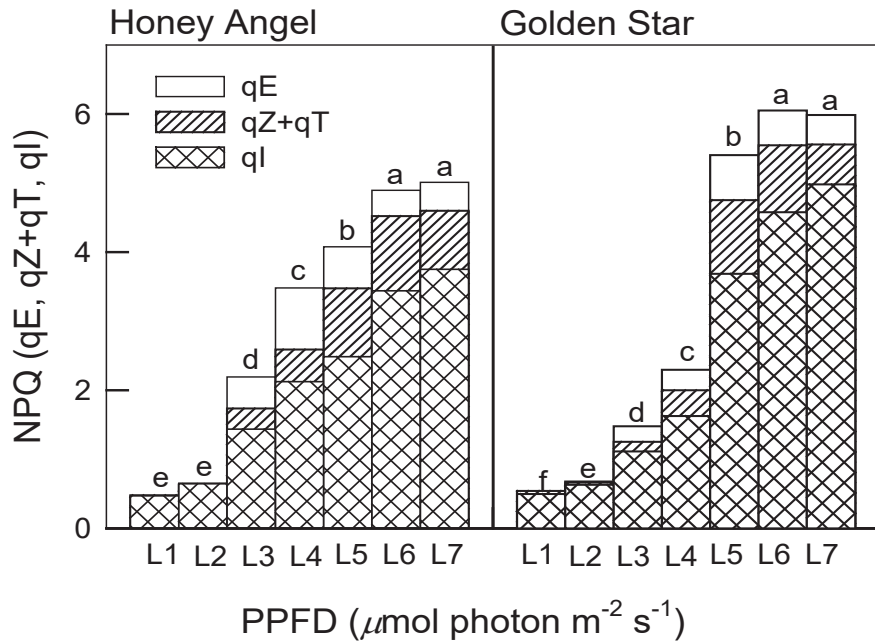 Honey Angel
Golden Star
NPQ (qE, qZ+qT, qI)
6
4
2
0
qE
qZ+qT
qI
e
e
d
c
b
a
a
f
e
d
c
b
a
a
L1 L2 L3 L4 L5 L6 L7
L1 L2 L3 L4 L5 L6 L7
PPFD (μmol photon m⁻² s⁻¹)